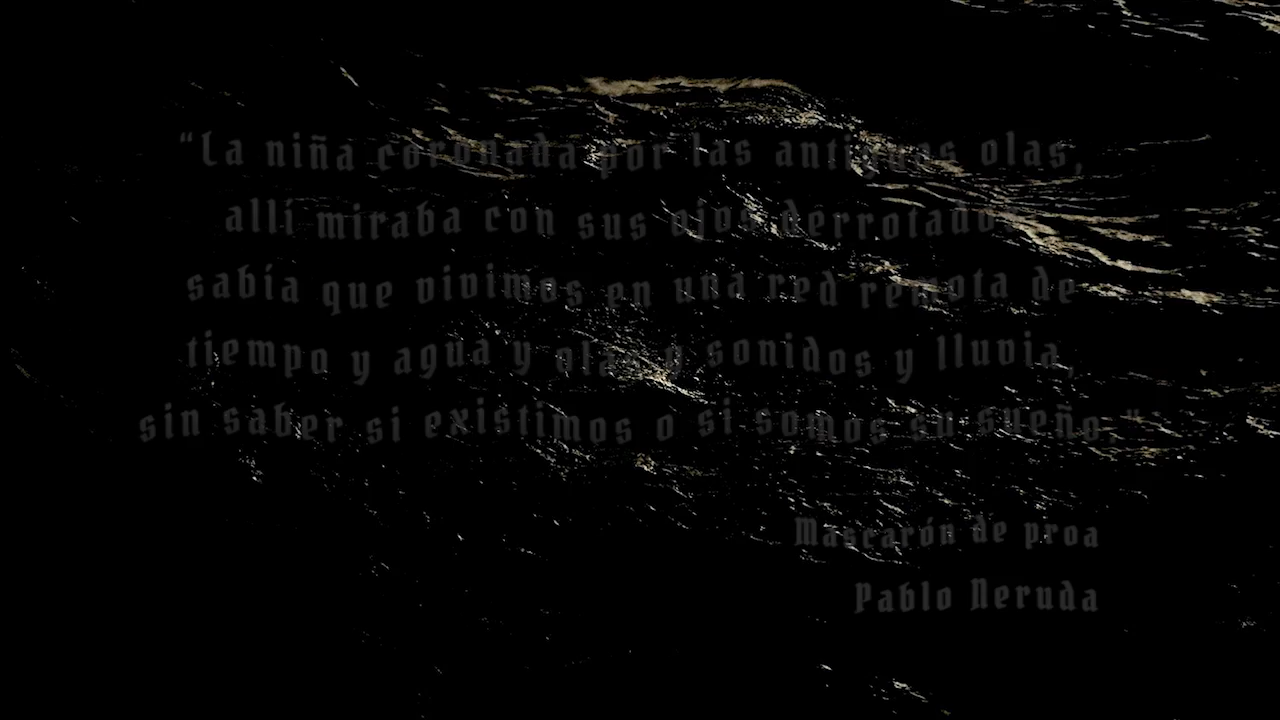 “La niña coronada por las antiguas olas,
allí miraba con sus ojos derrotados
sabía que vivimos en una red remota de
tiempo y agua y olas y sonidos y lluvia,
sin saber si existimos o si somos su sueño."
Mascarón de proa
Pablo Neruda